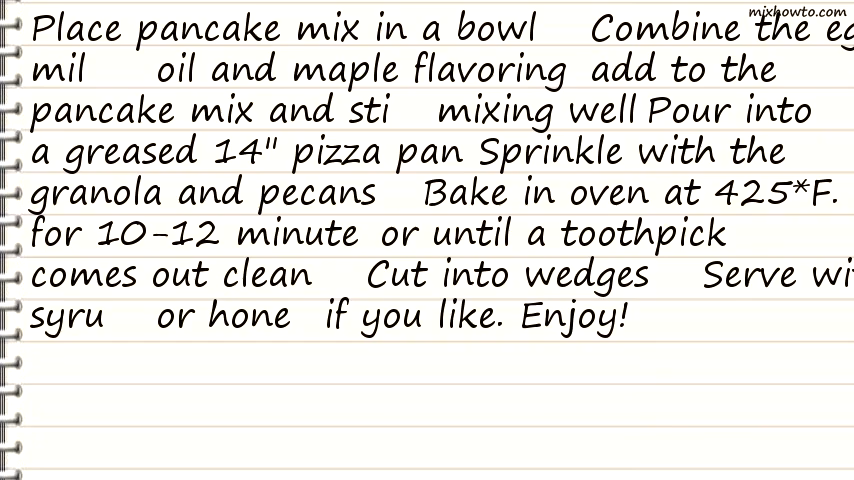 mixhowto.com
Place pancake mix in a bowl Combine the eg
mil oil and maple flavoring add to the
pancake mix and sti mixing well Pour into
a greased 14" pizza pan Sprinkle with the
granola and pecans Bake in oven at 425*F.
for 10-12 minute or until a toothpick
comes out clean Cut into wedges Serve wi
syru or hone if you like. Enjoy!